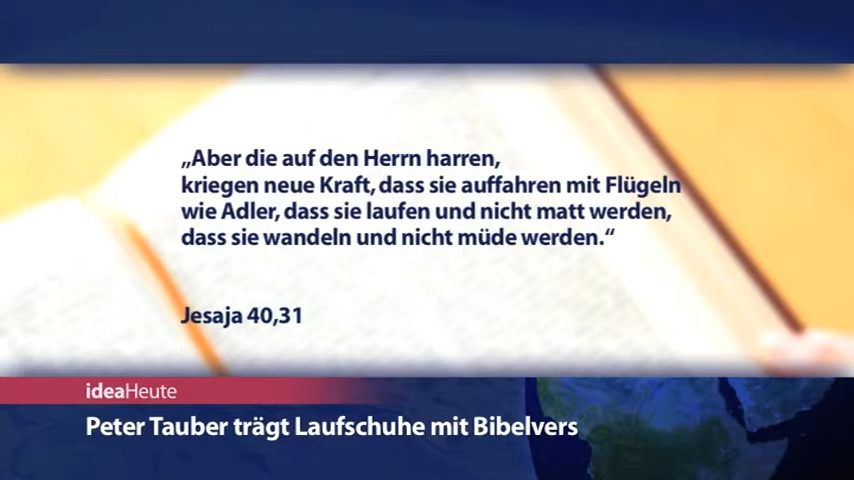 „Aber die auf den Herrn harren,
kriegen neue Kraft, dass sie auffahren mit Flügeln
wie Adler, dass sie laufen und nicht matt werden,
dass sie wandeln und nicht müde werden.“
Jesaja 40,31
ideaHeute
Peter Tauber trägt Laufschuhe mit Bibelvers